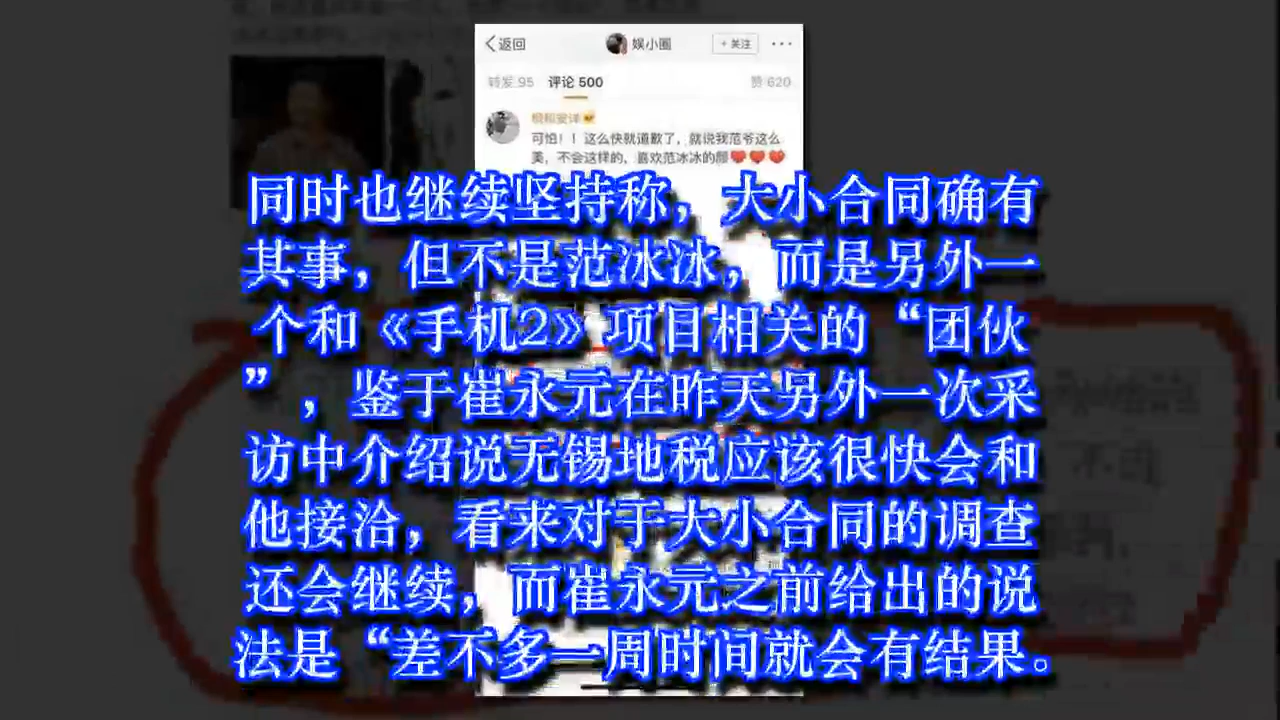 返回
娱小圈
+关注
转发 95 评论 500
赞 620
可怕！！这么快就道歉了，就说我范爷这么
美，不会这样的，喜欢范冰冰的颜❤❤❤
同时也继续坚持称，大小合同确有
其事，但不是范冰冰，而是另外一
个和《手机2》项目相关的“团伙
”，鉴于崔永元在昨天另外一次采
访中介绍说无锡地税应该很快会和
他接洽，看来对于大小合同的调查
还会继续，而崔永元之前给出的说
法是“差不多一周时间就会有结果。